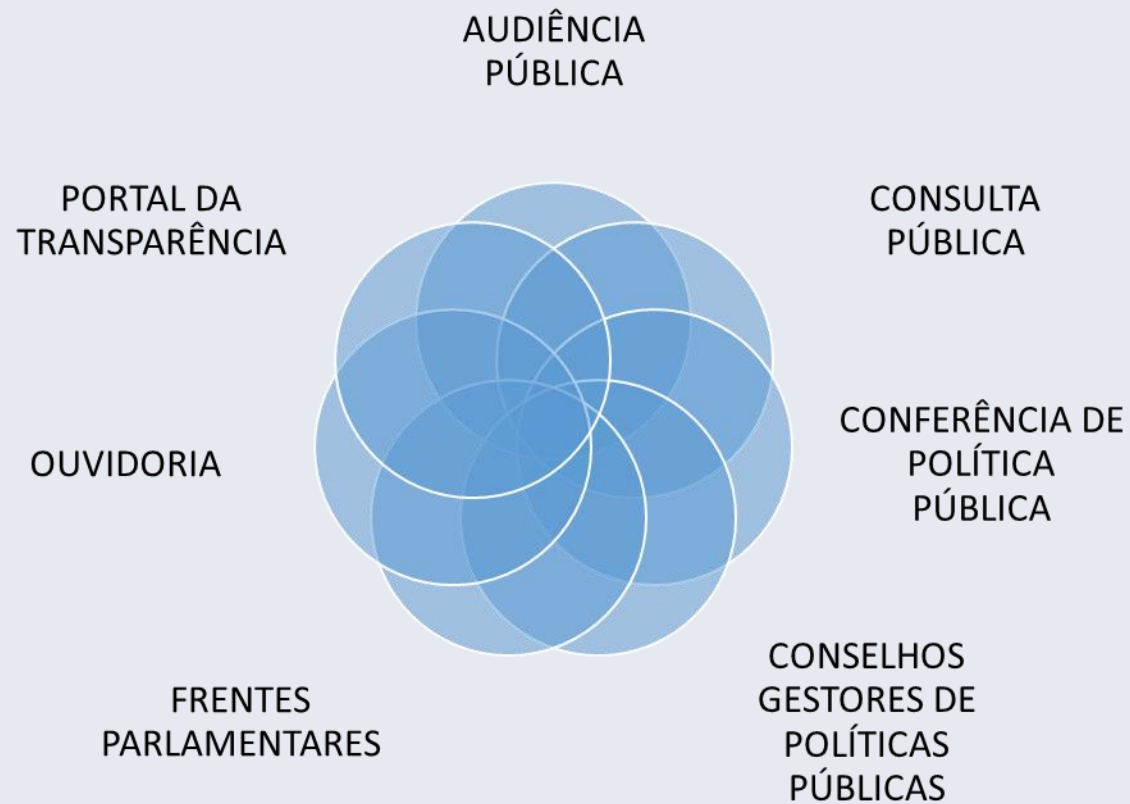 AUDIÊNCIA
PÚBLICA
CONSULTA
PÚBLICA
CONFERÊNCIA DE
POLÍTICA
PÚBLICA
CONSELHOS
GESTORES DE
POLÍTICAS
PÚBLICAS
FRENTES
PARLAMENTARES
OUVIDORIA
PORTAL DA
TRANSPARÊNCIA